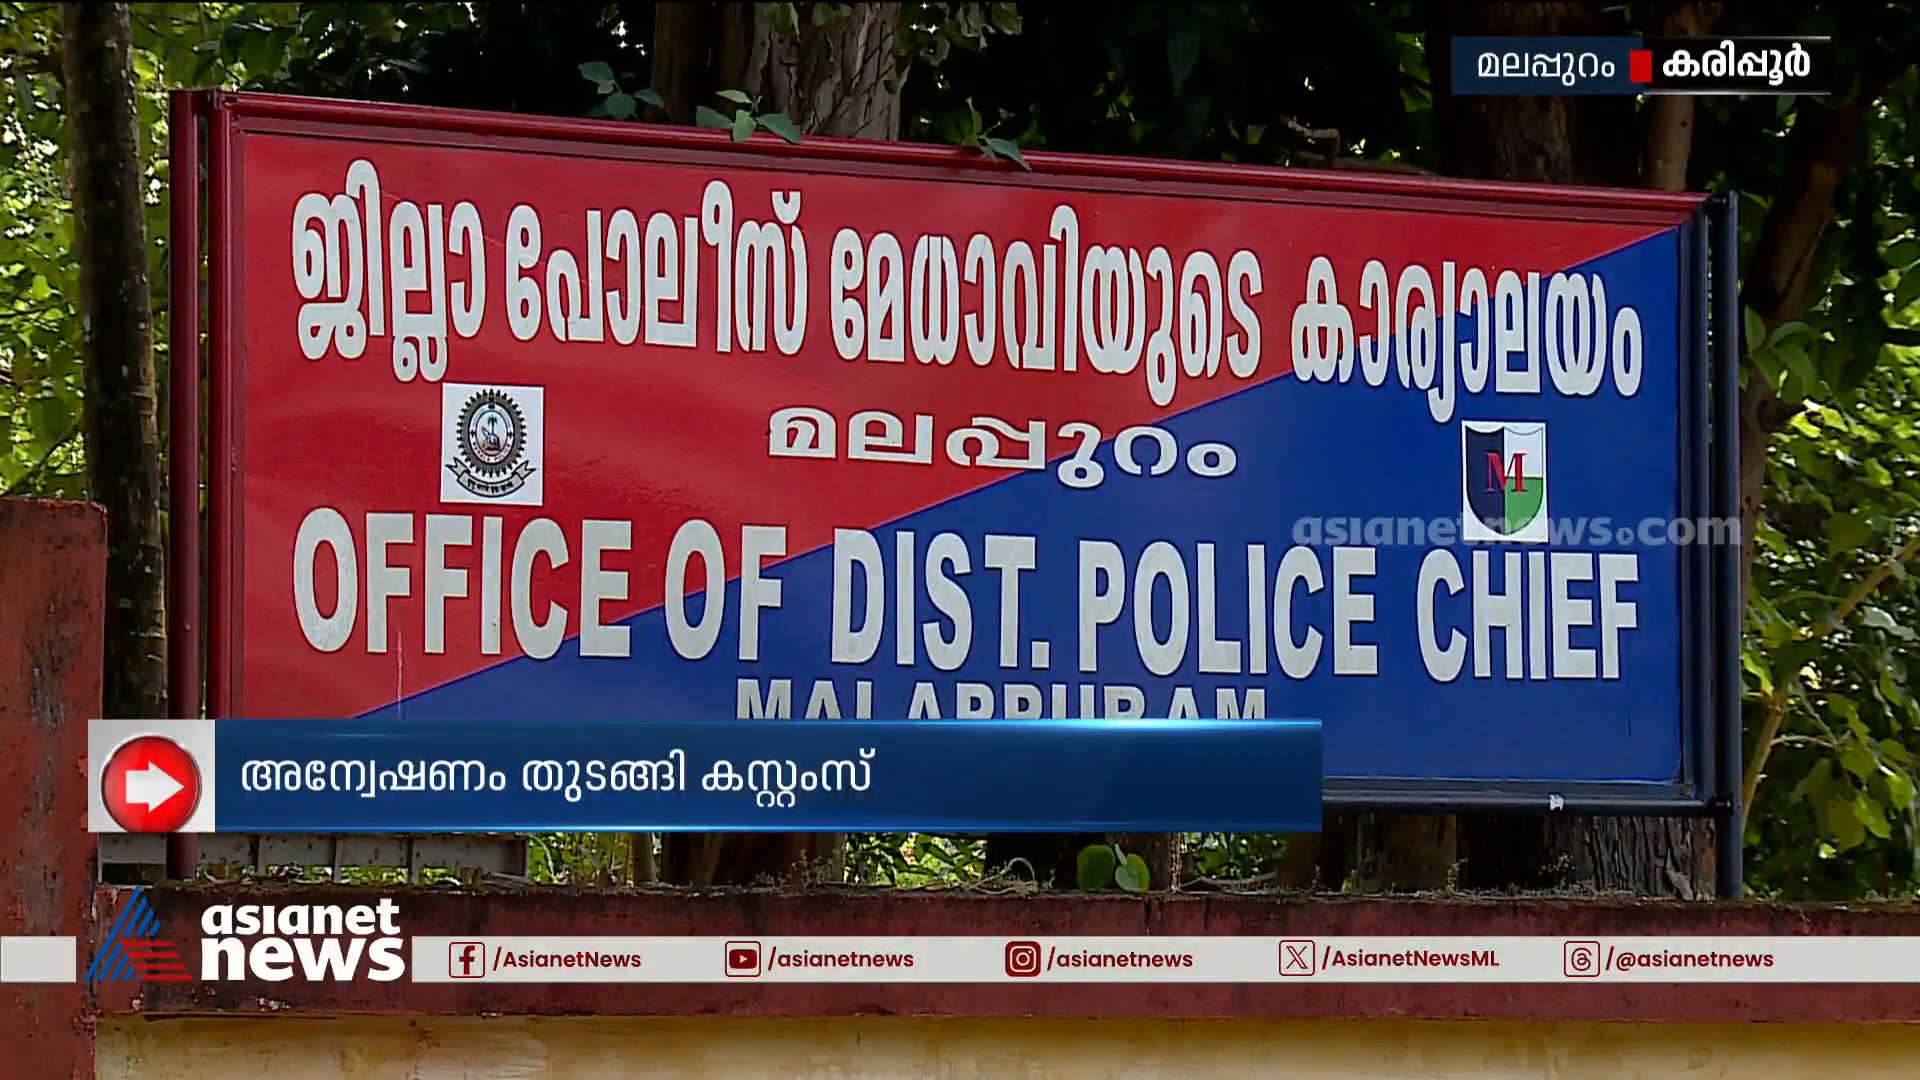 മലപ്പുറം കരിപ്പൂർ
ജില്ലാ പോലീസ് മേധാവിയുടെ കാര്യാലയം
മലപ്പുറം
M
asianetnews.com
OFFICE OF DIST. POLICE CHIEF
MALAPPURAM
അന്വേഷണം തുടങ്ങി കസ്റ്റംസ്
asianet
news
/AsianetNews /asianetnews /asianetnews /AsianetNewsML /@asianetnews